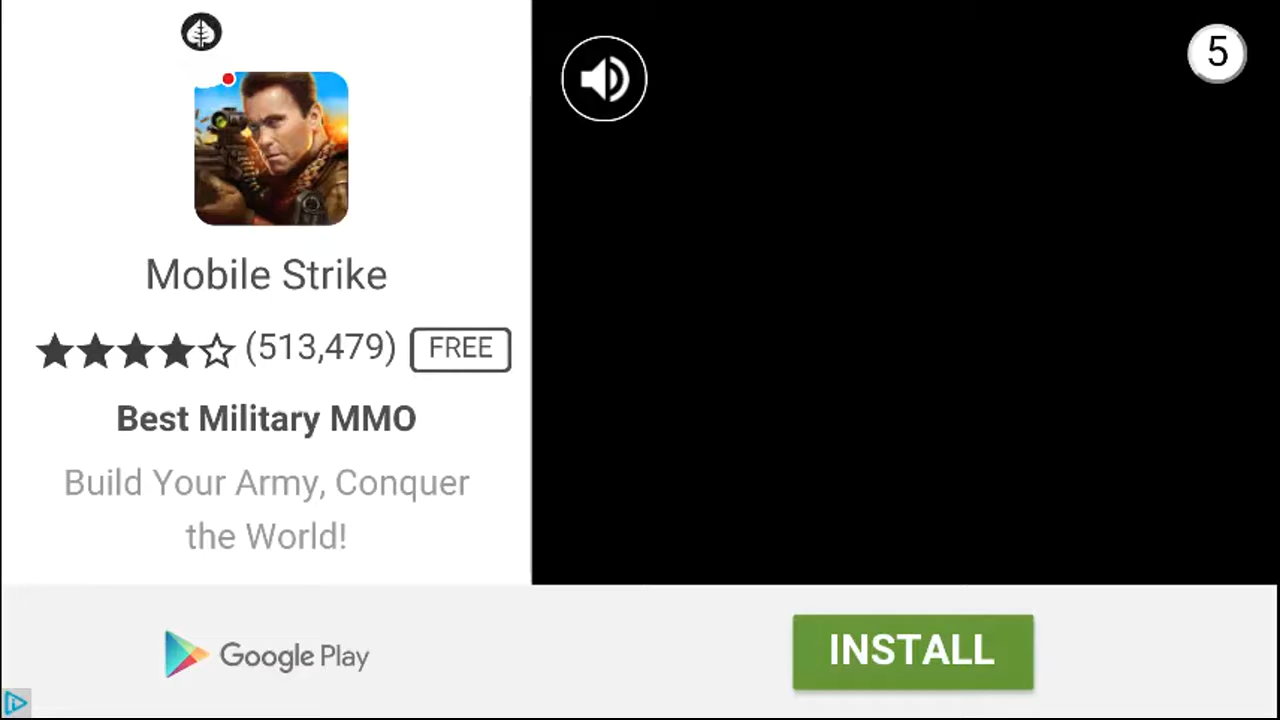 5
Mobile Strike
(513,479) FREE
Best Military MMO
Build Your Army, Conquer
the World!
Google Play
INSTALL